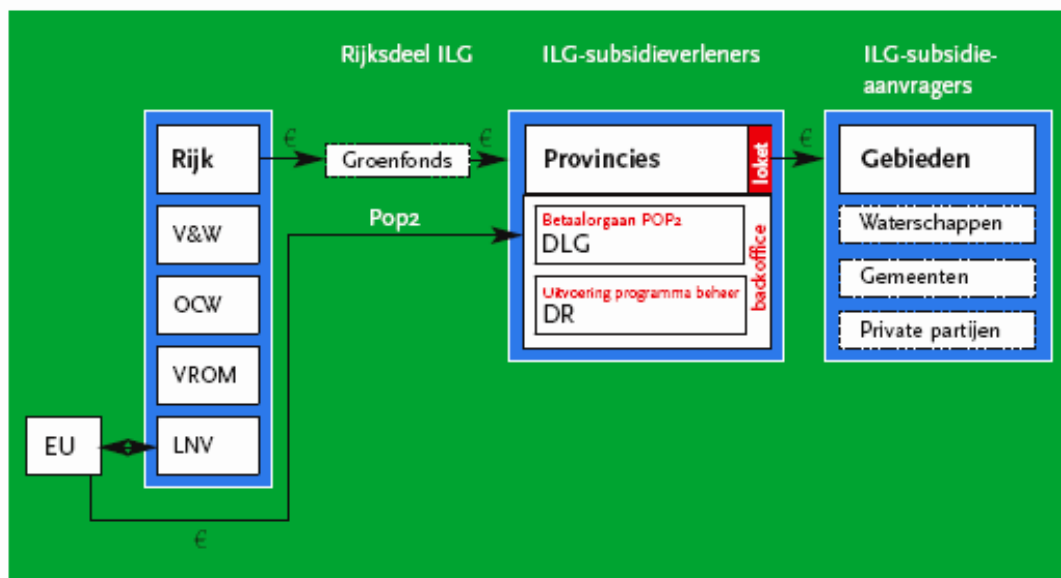 Rijksdeel ILG
ILG-subsidieverleners
ILG-subsidie-
aanvragers
€
€
€
Rijk
Groenfonds
Provincies
loket
Gebieden
V&W
Pop2
Betaalorgaan POP2
DLG
backoffice
Waterschappen
OCW
Uitvoering programma beheer
DR
Gemeenten
VROM
Private partijen
EU
LNV
€